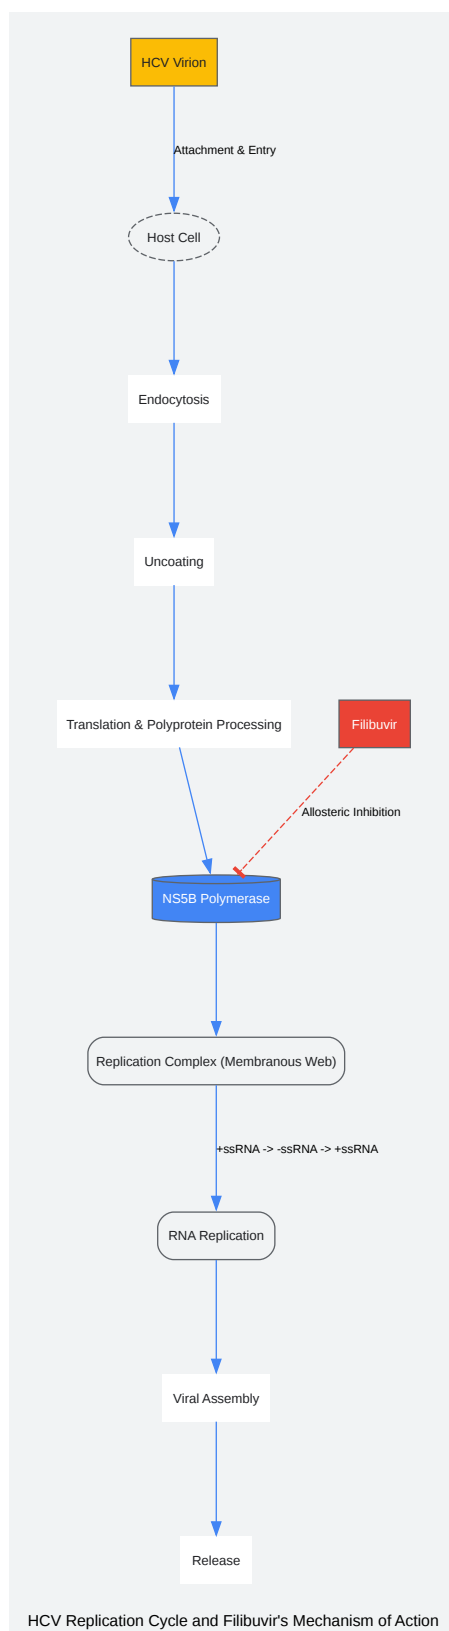 HCV Virion
Attachment & Entry
Host Cell
Endocytosis
Uncoating
Translation & Polyprotein Processing
Filibuvir
Allosteric Inhibition
NS5B Polymerase
Replication Complex (Membranous Web)
+ssRNA -> -ssRNA -> +ssRNA
RNA Replication
Viral Assembly
Release
HCV Replication Cycle and Filibuvir's Mechanism of Action